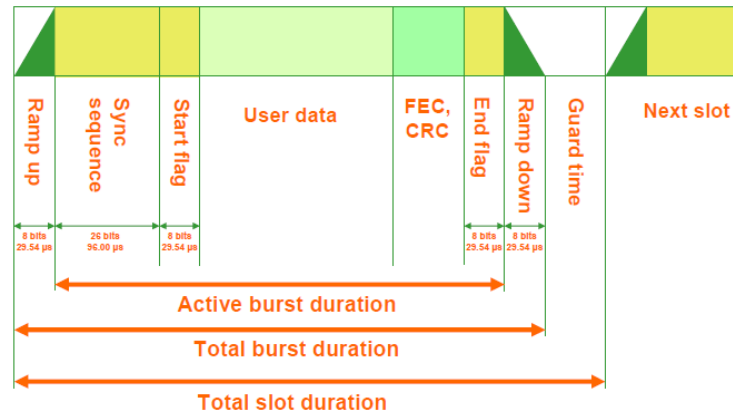 Ramp up
Sync
sequence
Start flag
User data
FEC,
CRC
End flag
Ramp down
Guard time
Next slot
8 bits
29.54 µs
26 bits
96.00 µs
8 bits
29.54 µs
8 bits
29.54 µs
8 bits
29.54 µs
Active burst duration
Total burst duration
Total slot duration